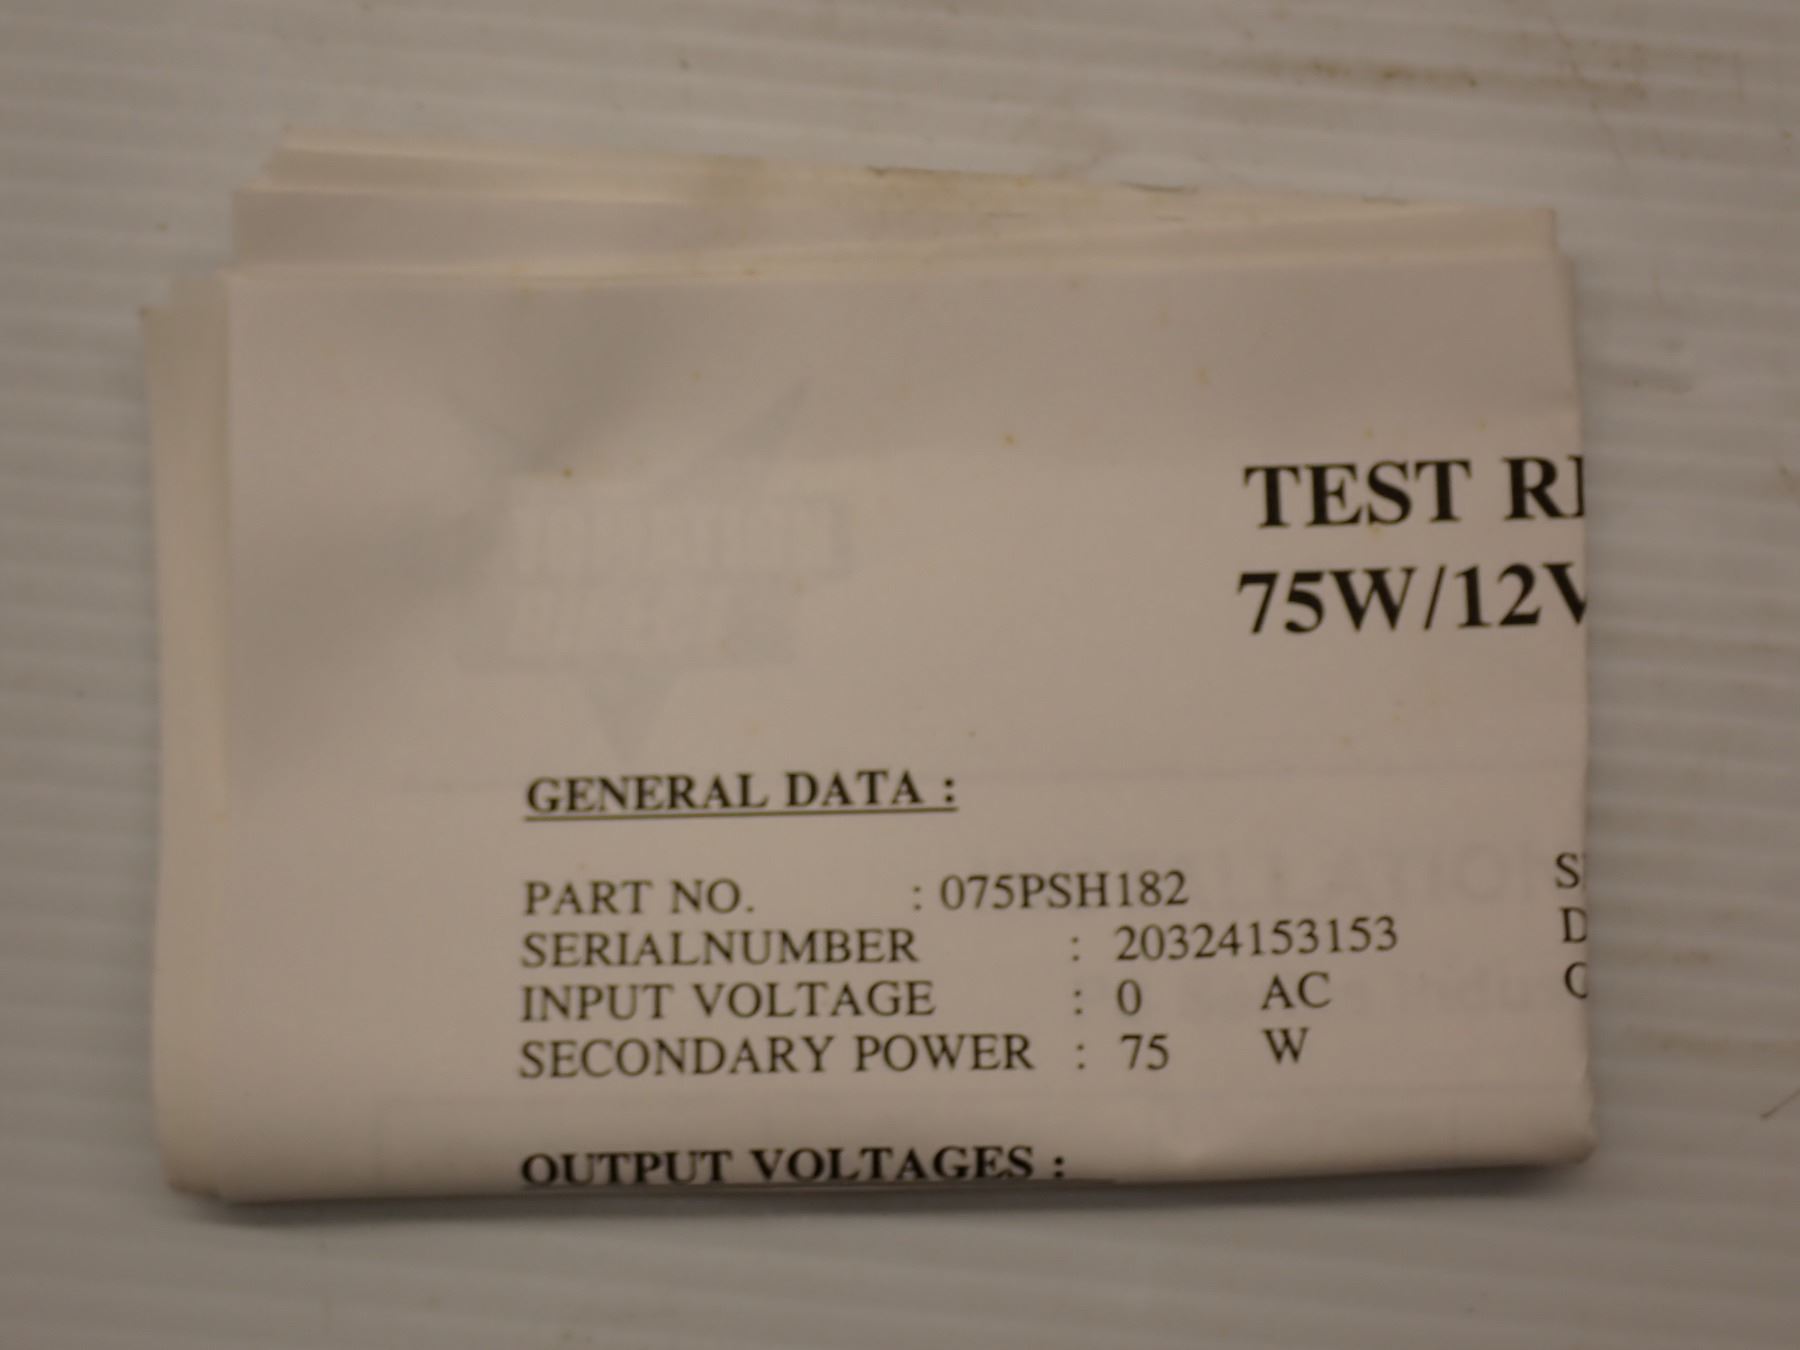 TEST R
75W/12V
GENERAL DATA :
PART NO. : 075PSH182
SERIALNUMBER : 20324153153
INPUT VOLTAGE : 0 AC
SECONDARY POWER : 75 W
OUTPUT VOLTAGES :